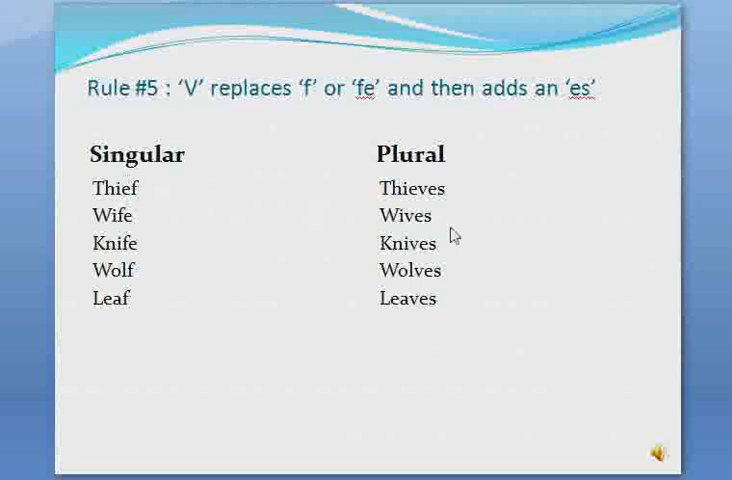 Rule #5 : ‘V’ replaces ‘f’ or ‘fe’ and then adds an ‘es’
Singular Plural
Thief Thieves
Wife Wives
Knife Knives
Wolf Wolves
Leaf Leaves